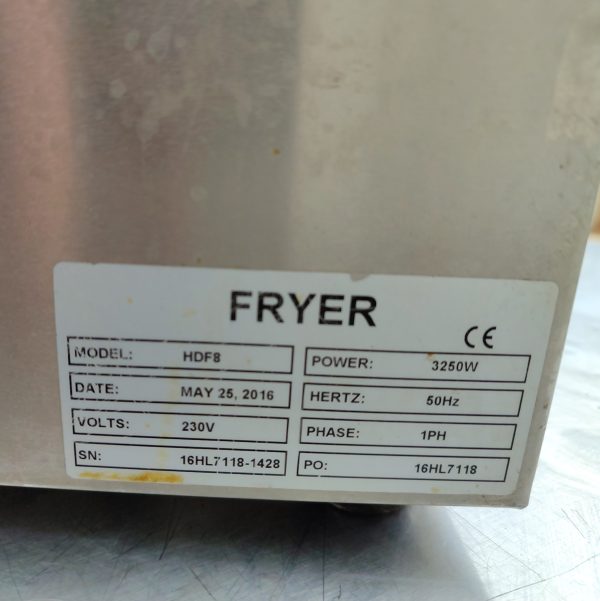 FRYER
CE
MODEL: HDF8 POWER: 3250W
DATE: MAY 25, 2016 HERTZ: 50Hz
VOLTS: 230V PHASE: 1PH
SN: 16HL7118-1428 PO: 16HL7118